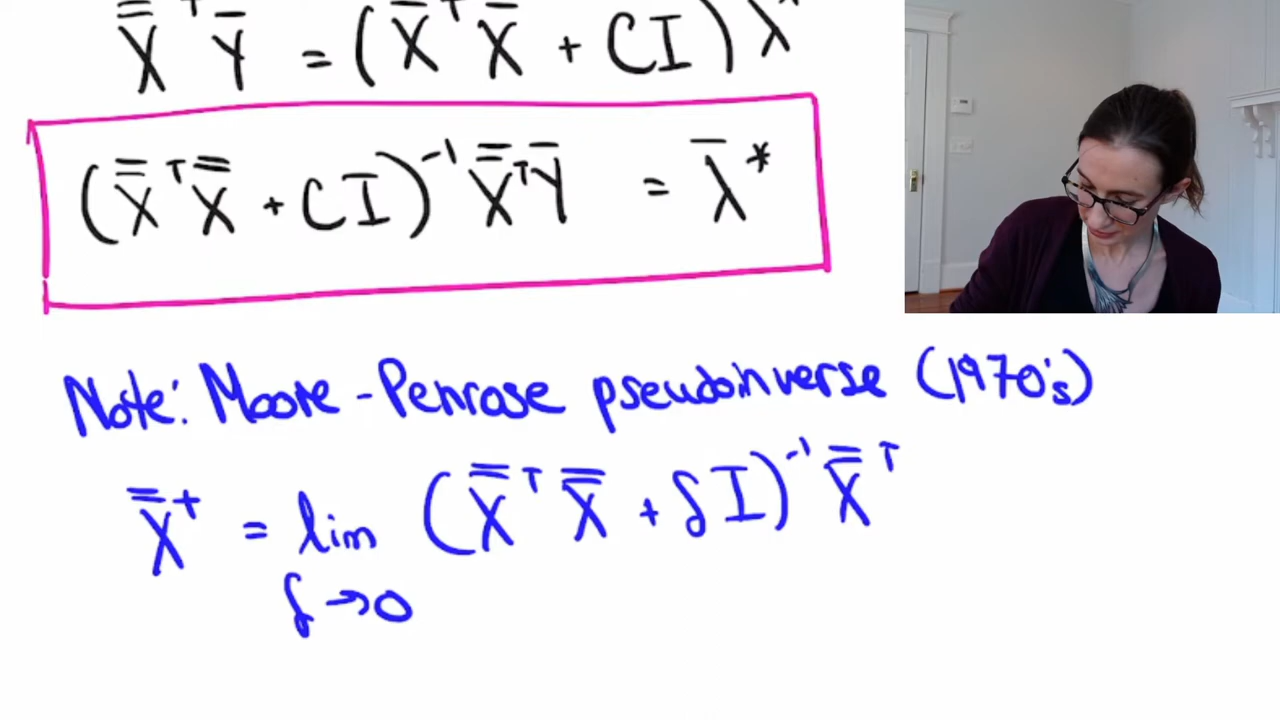 X̿ᵀ Ȳ = (X̿ᵀ X̿ + CI) λ̄*
(X̿ᵀ X̿ + CI)⁻¹ X̿ᵀ Ȳ = λ̄*
Note: Moore-Penrose pseudoinverse (1970's)
X̿⁺ = lim (X̿ᵀ X̿ + δI)⁻¹ X̿ᵀ
δ→0